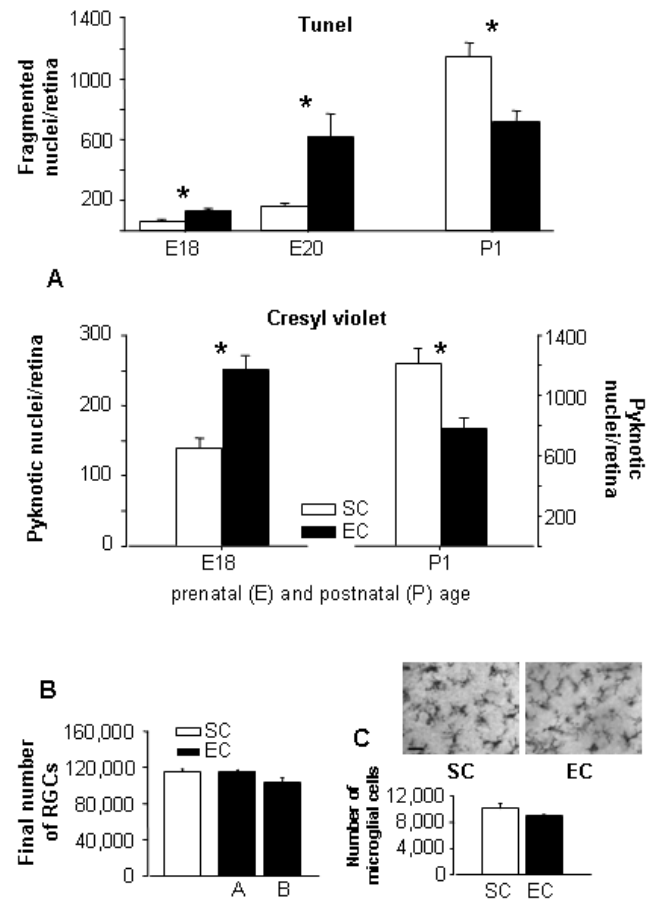 Tunel
Fragmented
nuclei/retina
1400
1000
600
200
*
*
*
E18
E20
P1
A
Cresyl violet
Pyknotic nuclei/retina
300
200
100
0
*
*
1400
1000
600
200
Pyknotic
nuclei/retina
SC
EC
E18
P1
prenatal (E) and postnatal (P) age
B
Final number
of RGCs
160,000
120,000
80,000
40,000
0
SC
EC
A
B
C
SC
EC
Number of
microglial cells
12,000
8,000
4,000
0
SC
EC